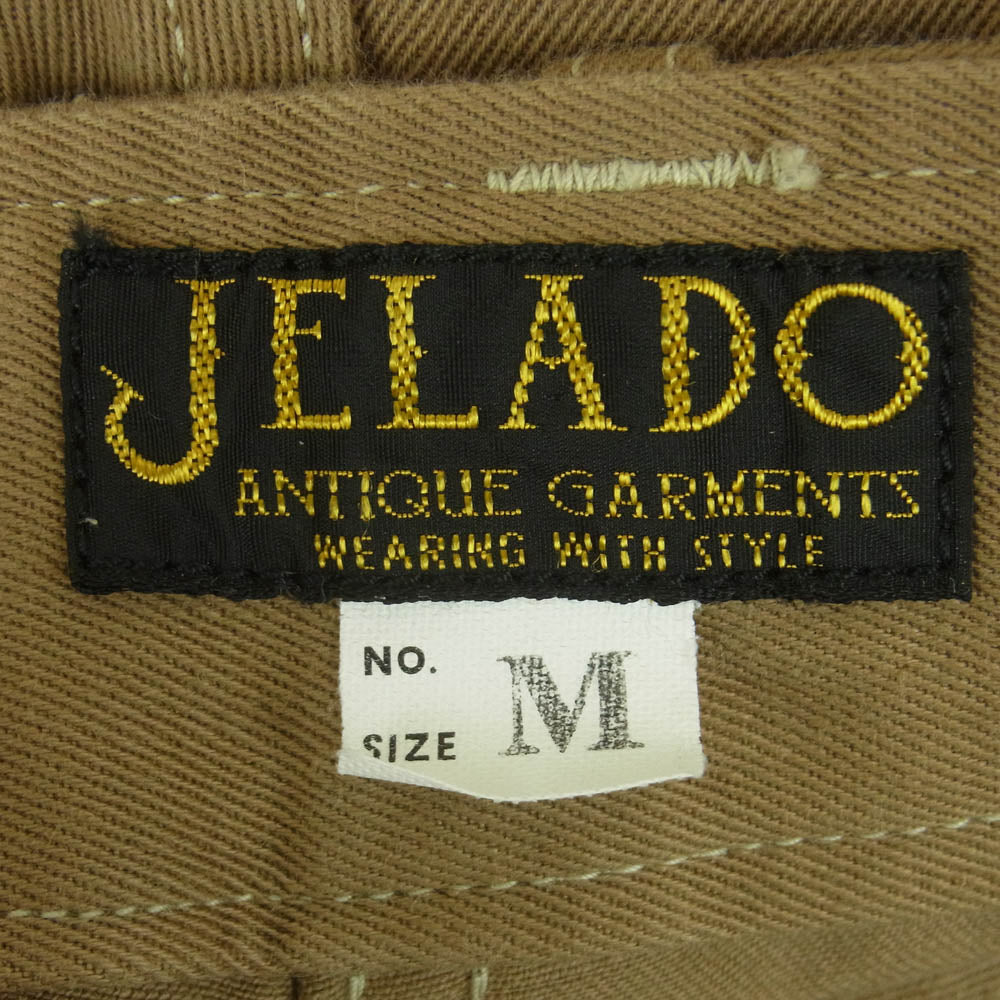 JELADO
ANTIQUE GARMENTS
WEARING WITH STYLE
NO.
SIZE M